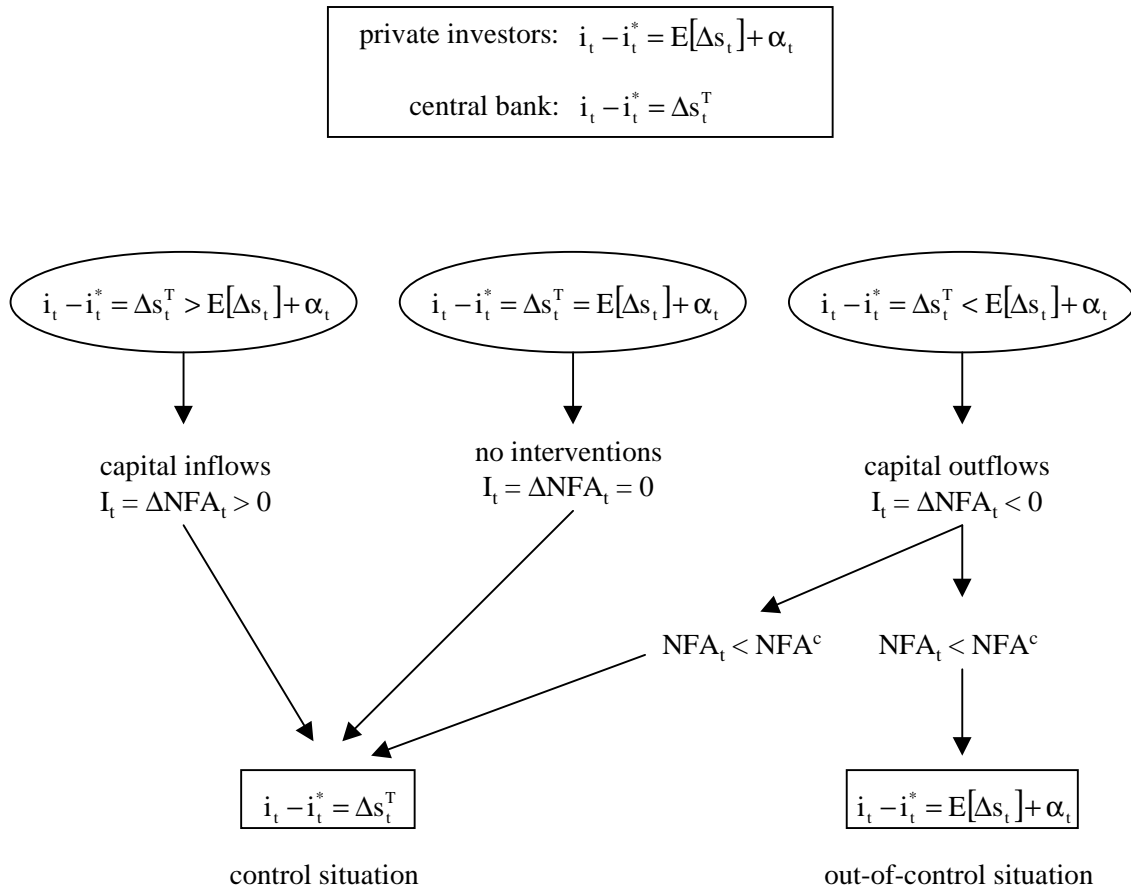 private investors: i_t − i_t^* = E[Δs_t] + α_t
central bank: i_t − i_t^* = Δs_t^T
i_t − i_t^* = Δs_t^T > E[Δs_t] + α_t
i_t − i_t^* = Δs_t^T = E[Δs_t] + α_t
i_t − i_t^* = Δs_t^T < E[Δs_t] + α_t
capital inflows
I_t = ΔNFA_t > 0
no interventions
I_t = ΔNFA_t = 0
capital outflows
I_t = ΔNFA_t < 0
NFA_t < NFA^c
NFA_t < NFA^c
i_t − i_t^* = Δs_t^T
i_t − i_t^* = E[Δs_t] + α_t
control situation
out-of-control situation